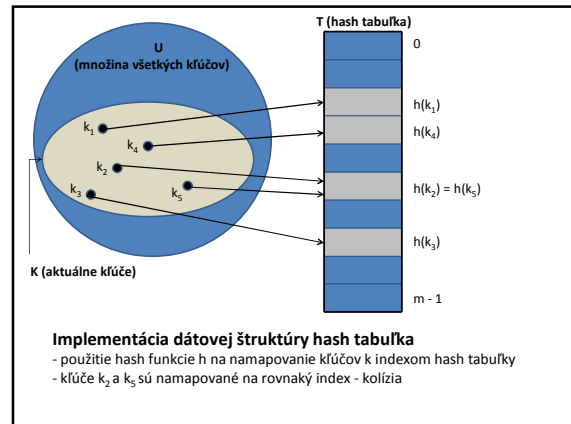 T (hash tabuľka)
U
(množina všetkých kľúčov)
0
k₁
h(k₁)
k₄
h(k₄)
k₂
k₃
k₅
h(k₂) = h(k₅)
h(k₃)
K (aktuálne kľúče)
m - 1
Implementácia dátovej štruktúry hash tabuľka
- použitie hash funkcie h na namapovanie kľúčov k indexom hash tabuľky
- kľúče k₂ a k₅ sú namapované na rovnaký index - kolízia